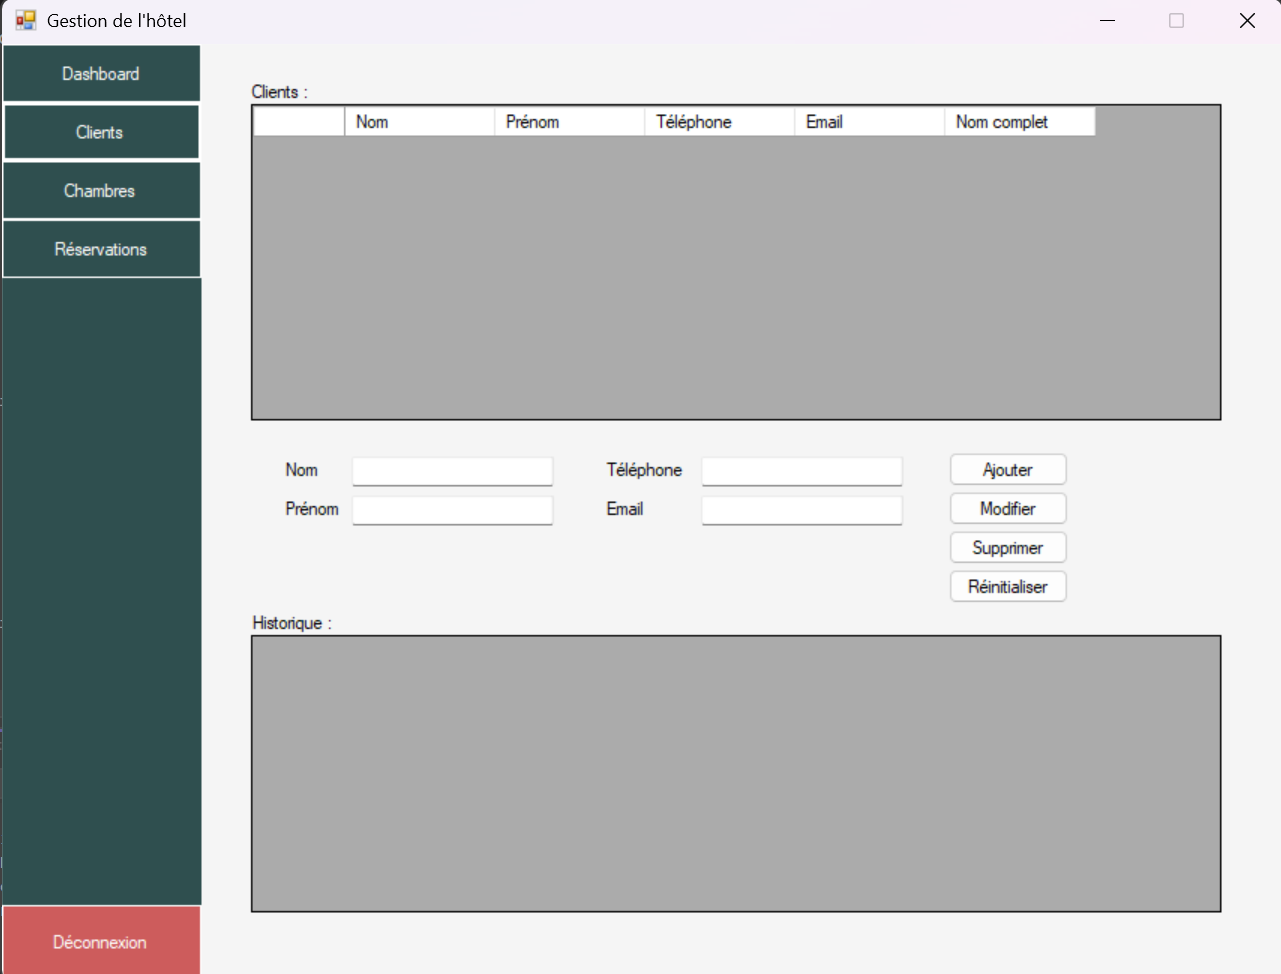 Gestion de l'hôtel
Dashboard
Clients
Chambres
Réservations
Déconnexion
Clients :
Nom Prénom Téléphone Email Nom complet
Nom Téléphone Ajouter
Prénom Email Modifier
Supprimer
Réinitialiser
Historique :